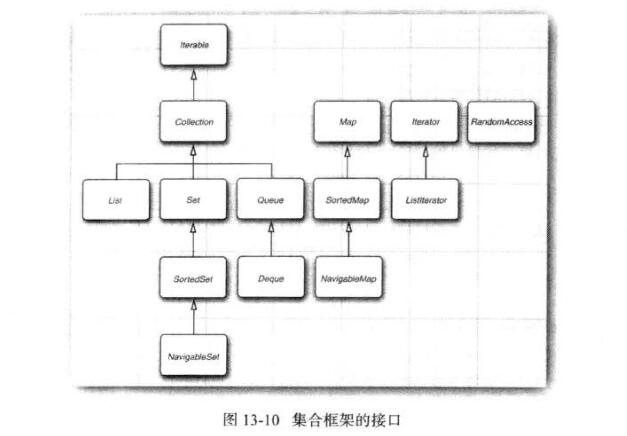 Iterable
Collection
Map
Iterator
RandomAccess
List
Set
Queue
SortedMap
ListIterator
SortedSet
Deque
NavigableMap
NavigableSet
图 13-10 集合框架的接口